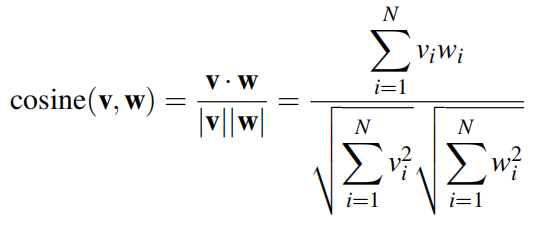 cosine(v, w) = v · w / |v||w| = ∑_{i=1}^{N} v_i w_i / √(∑_{i=1}^{N} v_i^2) √(∑_{i=1}^{N} w_i^2)